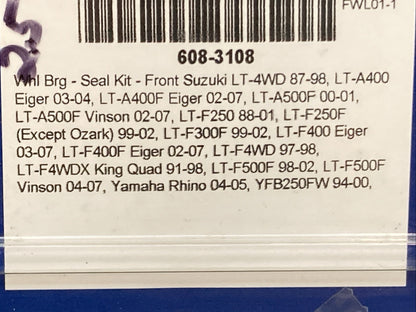 FWL01-1
608-3108
Whl Brg - Seal Kit - Front Suzuki LT-4WD 87-98, LT-A400
Eiger 03-04, LT-A400F Eiger 02-07, LT-A500F 00-01,
LT-A500F Vinson 02-07, LT-F250 88-01, LT-F250F
(Except Ozark) 99-02, LT-F300F 99-02, LT-F400 Eiger
03-07, LT-F400F Eiger 02-07, LT-F4WD 97-98,
LT-F4WDX King Quad 91-98, LT-F500F 98-02, LT-F500F
Vinson 04-07, Yamaha Rhino 04-05, YFB250FW 94-00,